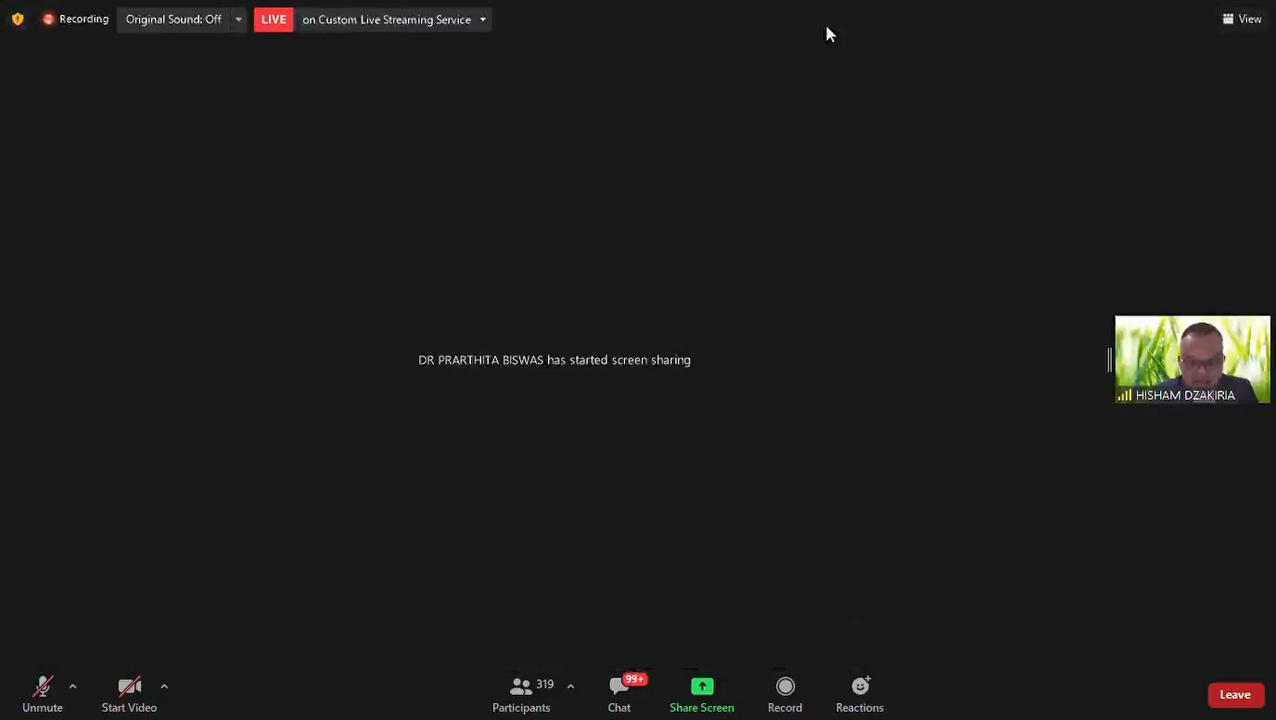 Recording
Original Sound: Off
LIVE on Custom Live Streaming Service
View
DR PRARTHITA BISWAS has started screen sharing
HISHAM DZAKIRIA
Unmute
Start Video
319
Participants
99+
Chat
Share Screen
Record
Reactions
Leave